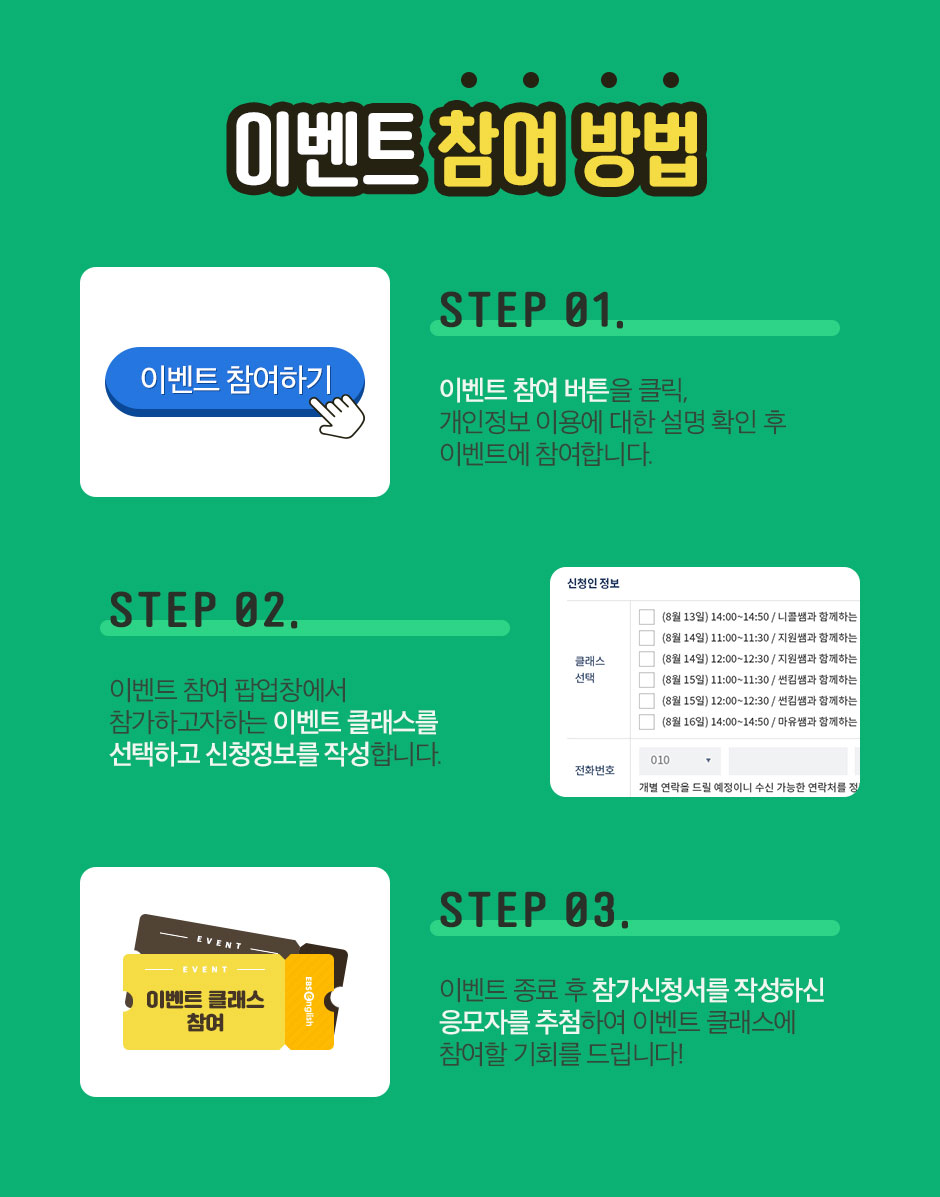 이벤트 참여 방법
이벤트 참여하기
STEP 01.
이벤트 참여 버튼을 클릭,
개인정보 이용에 대한 설명 확인 후
이벤트에 참여합니다.
STEP 02.
이벤트 참여 팝업창에서
참가하고자하는 이벤트 클래스를
선택하고 신청정보를 작성합니다.
신청인 정보
클래스
선택
(8월 13일) 14:00~14:50 / 니콜쌤과 함께하는
(8월 14일) 11:00~11:30 / 지원쌤과 함께하는
(8월 14일) 12:00~12:30 / 지원쌤과 함께하는
(8월 15일) 11:00~11:30 / 썬킴쌤과 함께하는
(8월 15일) 12:00~12:30 / 썬킴쌤과 함께하는
(8월 16일) 14:00~14:50 / 마유쌤과 함께하는
전화번호
010
개별 연락을 드릴 예정이니 수신 가능한 연락처를 정
EVENT
EVENT
이벤트 클래스
참여
EBSenglish
STEP 03.
이벤트 종료 후 참가신청서를 작성하신
응모자를 추첨하여 이벤트 클래스에
참여할 기회를 드립니다!